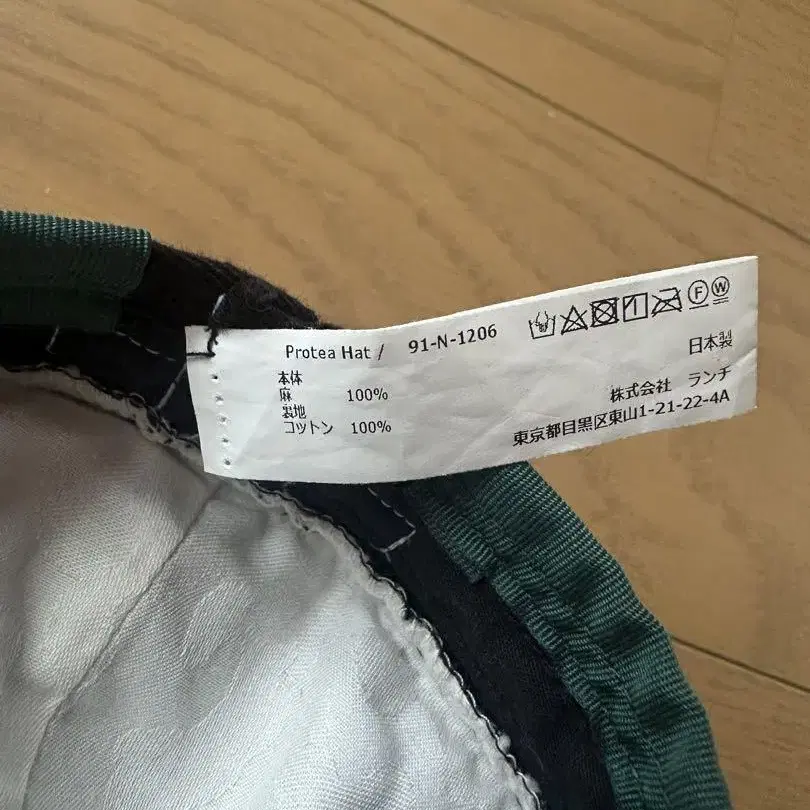 Protea Hat / 91-N-1206
本体
麻 100%
裏地
コットン 100%
F W
日本製
株式会社 ランチ
東京都目黒区東山1-21-22-4A